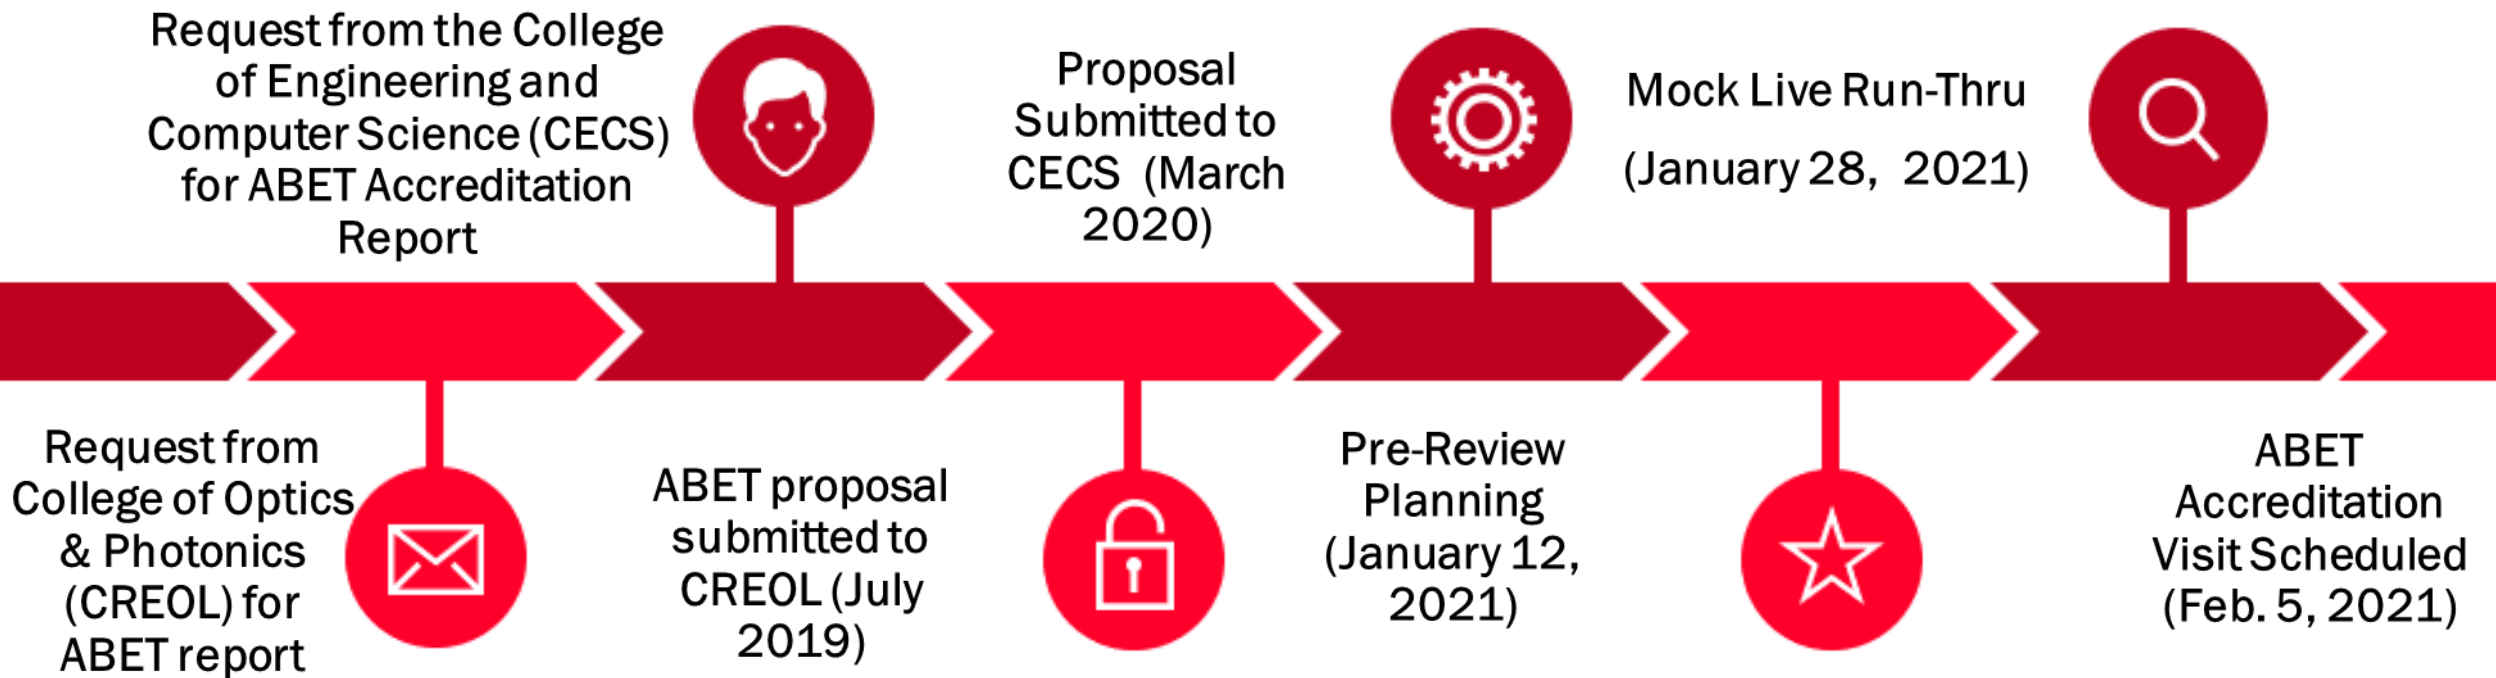 Request from the College
of Engineering and
Computer Science (CECS)
for ABET Accreditation
Report
Proposal
Submitted to
CECS (March
2020)
Mock Live Run-Thru
(January 28, 2021)
Request from
College of Optics
& Photonics
(CREOL) for
ABET report
ABET proposal
submitted to
CREOL (July
2019)
Pre-Review
Planning
(January 12,
2021)
ABET
Accreditation
Visit Scheduled
(Feb. 5, 2021)